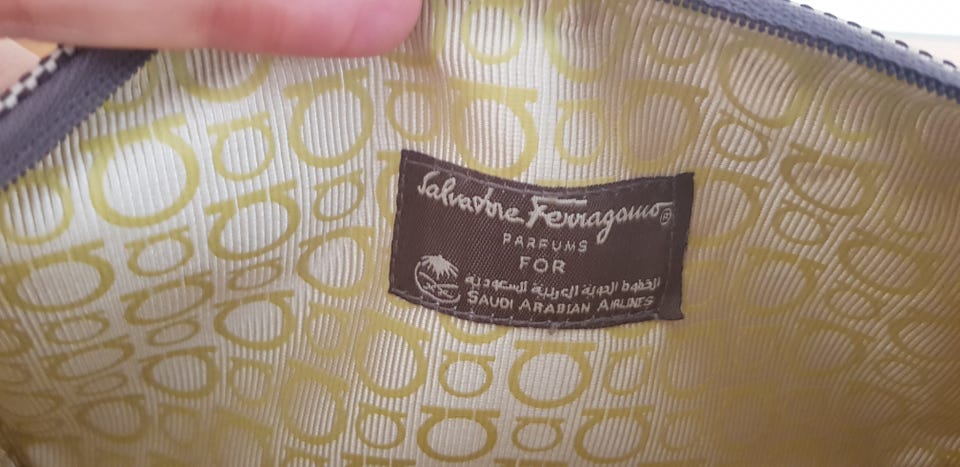 Salvatore Ferragamo®
PARFUMS
FOR
الخطوط الجوية العربية السعودية
SAUDI ARABIAN AIRLINES